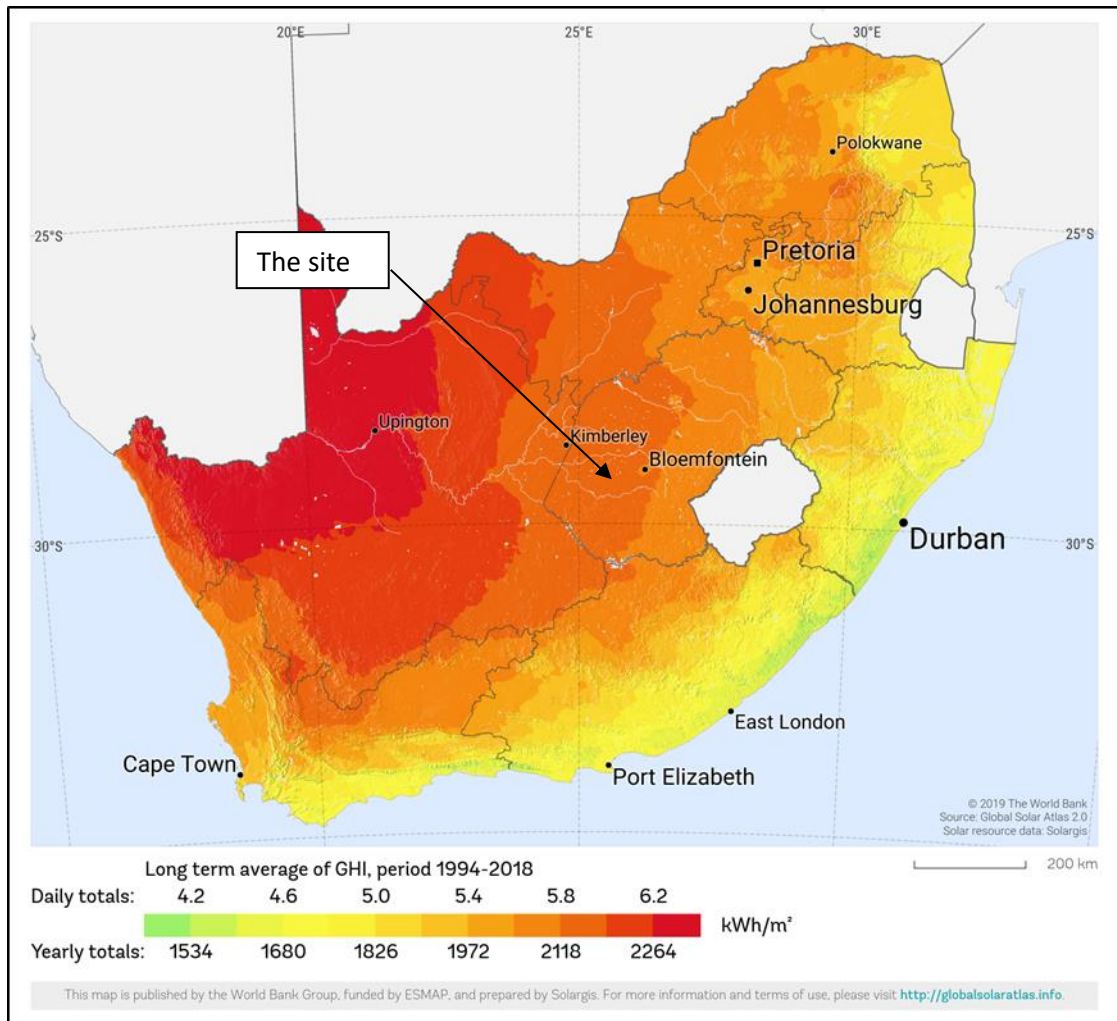 20°E
25°E
30°E
Polokwane
25°S
25°S
The site
Pretoria
Johannesburg
Upington
Kimberley
Bloemfontein
30°S
30°S
Durban
East London
Cape Town
Port Elizabeth
© 2019 The World Bank
Source: Global Solar Atlas 2.0
Solar resource data: Solargis
200 km
Long term average of GHI, period 1994-2018
Daily totals: 4.2 4.6 5.0 5.4 5.8 6.2
kWh/m²
Yearly totals: 1534 1680 1826 1972 2118 2264
This map is published by the World Bank Group, funded by ESMAP, and prepared by Solargis. For more information and terms of use, please visit http://globalsolaratlas.info.